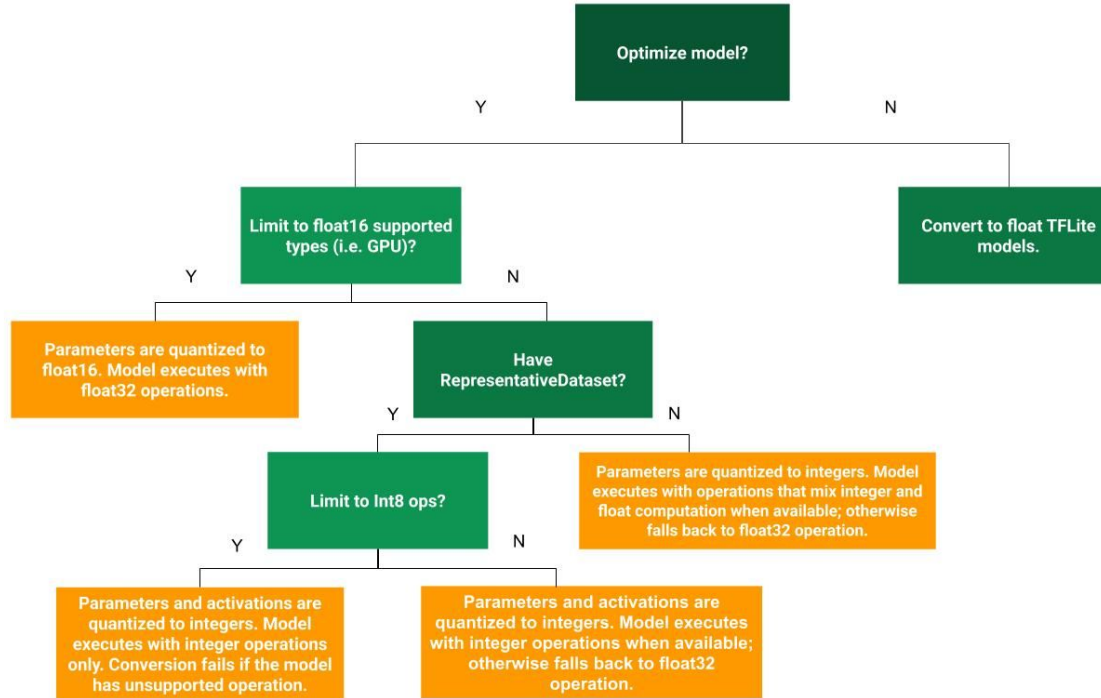 Optimize model?
Y
N
Limit to float16 supported
types (i.e. GPU)?
Convert to float TFLite
models.
Y
N
Parameters are quantized to
float16. Model executes with
float32 operations.
Have
RepresentativeDataset?
Y
N
Limit to Int8 ops?
Parameters are quantized to integers. Model
executes with operations that mix integer and
float computation when available; otherwise
falls back to float32 operation.
Y
N
Parameters and activations are
quantized to integers. Model
executes with integer operations
only. Conversion fails if the model
has unsupported operation.
Parameters and activations are
quantized to integers. Model executes
with integer operations when available;
otherwise falls back to float32
operation.